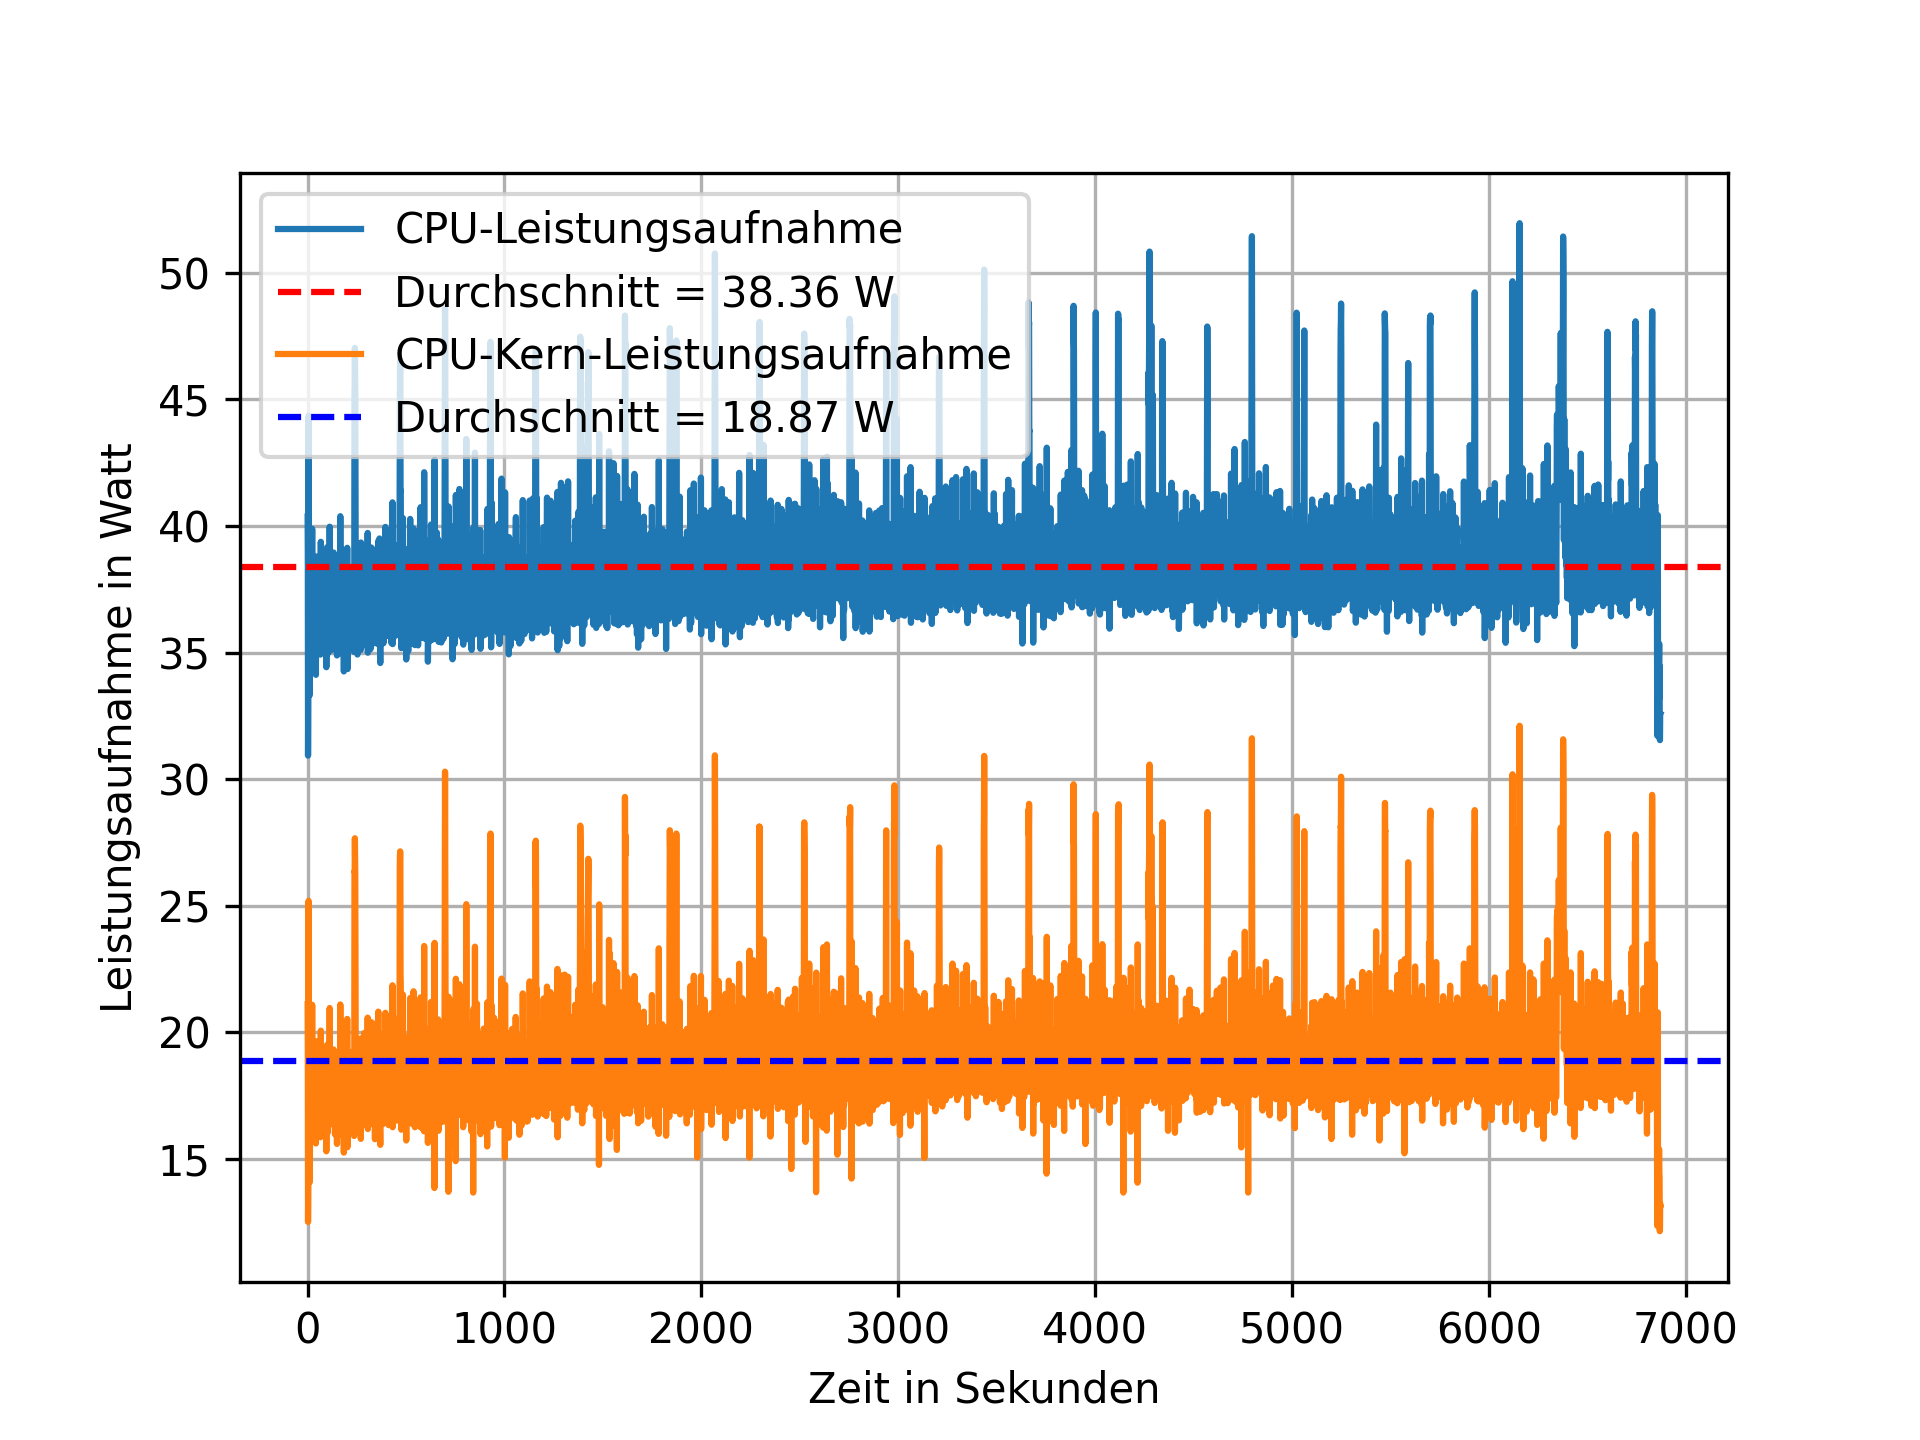 CPU-Leistungsaufnahme
Durchschnitt = 38.36 W
CPU-Kern-Leistungsaufnahme
Durchschnitt = 18.87 W
50
45
40
35
30
25
20
15
Leistungsaufnahme in Watt
0 1000 2000 3000 4000 5000 6000 7000
Zeit in Sekunden